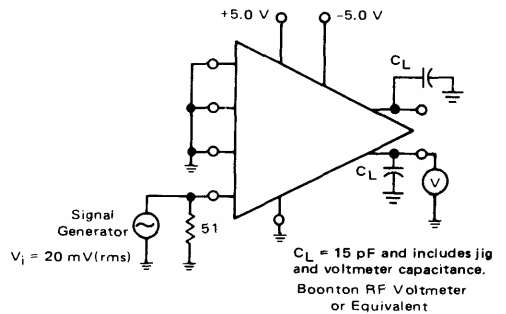 +5.0 V
-5.0 V
CL
CL
V
51
Signal
Generator
Vi = 20 mV(rms)
CL = 15 pF and includes jig
and voltmeter capacitance.
Boonton RF Voltmeter
or Equivalent